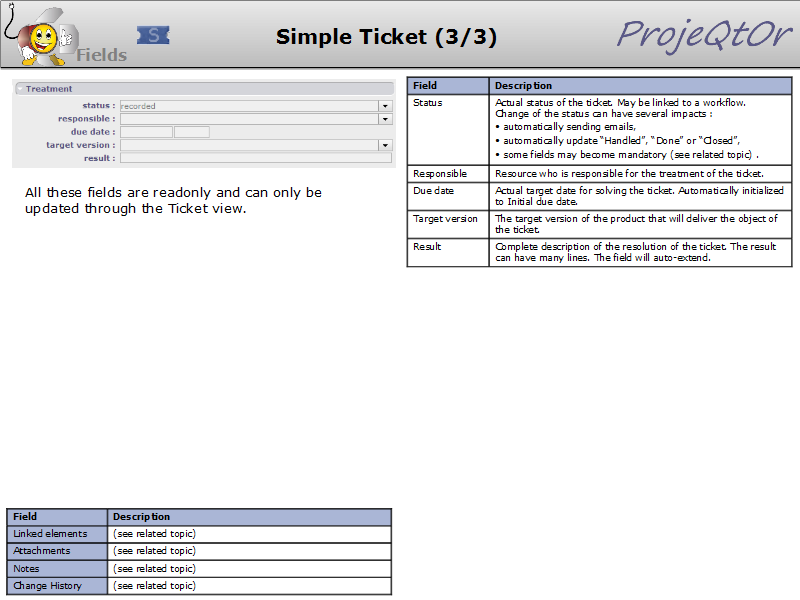 Fields
S
Simple Ticket (3/3)
ProjeQtOr
Treatment
status :
recorded
responsible :
due date :
target version :
result :
All these fields are readonly and can only be
updated through the Ticket view.
Field Description
Status Actual status of the ticket. May be linked to a workflow.
Change of the status can have several impacts :
• automatically sending emails,
• automatically update “Handled”, “Done” or “Closed”,
• some fields may become mandatory (see related topic) .
Responsible Resource who is responsible for the treatment of the ticket.
Due date Actual target date for solving the ticket. Automatically initialized
to Initial due date.
Target version The target version of the product that will deliver the object of
the ticket.
Result Complete description of the resolution of the ticket. The result
can have many lines. The field will auto-extend.
Field Description
Linked elements (see related topic)
Attachments (see related topic)
Notes (see related topic)
Change History (see related topic)